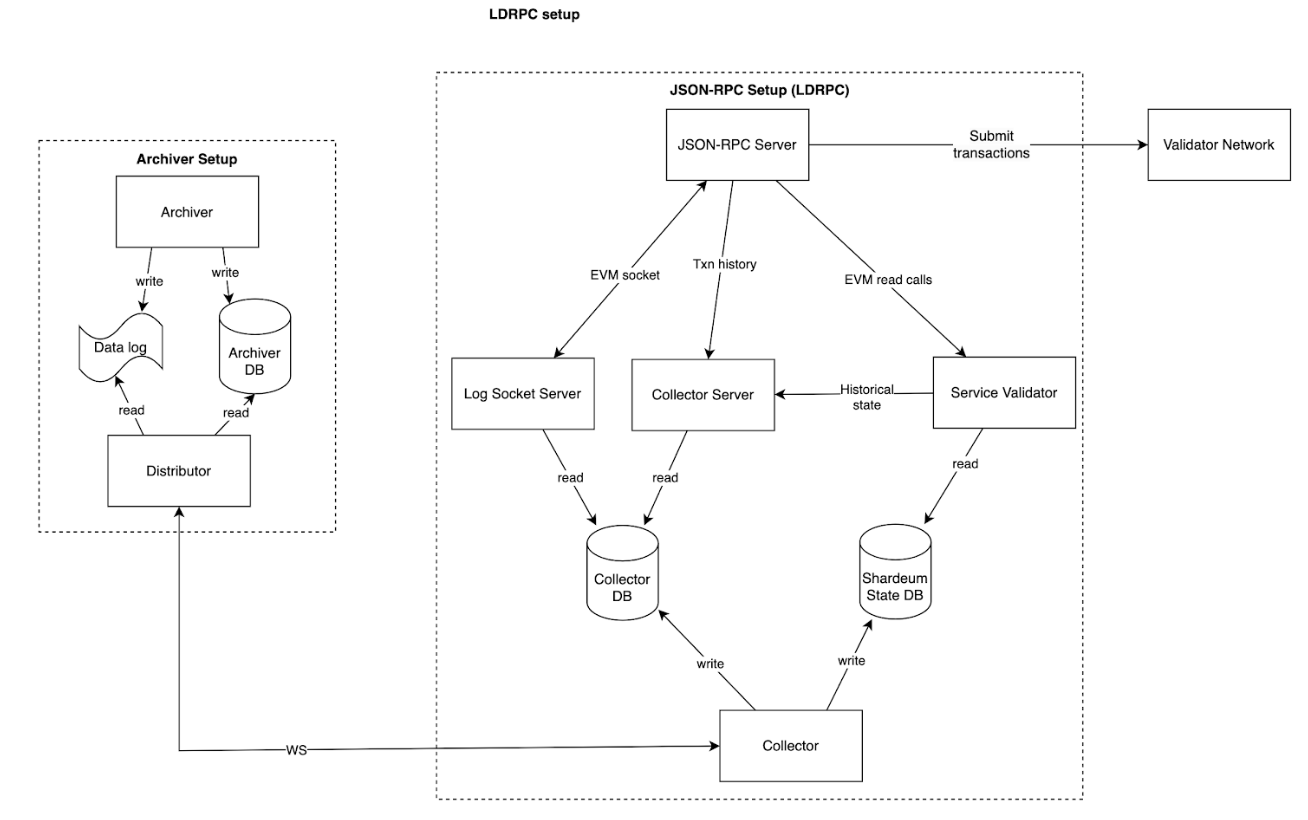 LDRPC setup
JSON-RPC Setup (LDRPC)
JSON-RPC Server
Submit
transactions
Validator Network
Archiver Setup
Archiver
write
write
Data log
Archiver
DB
read
read
Distributor
EVM socket
Txn history
EVM read calls
Log Socket Server
Collector Server
Historical
state
Service Validator
read
read
read
Collector
DB
Shardeum
State DB
write
write
Collector
WS